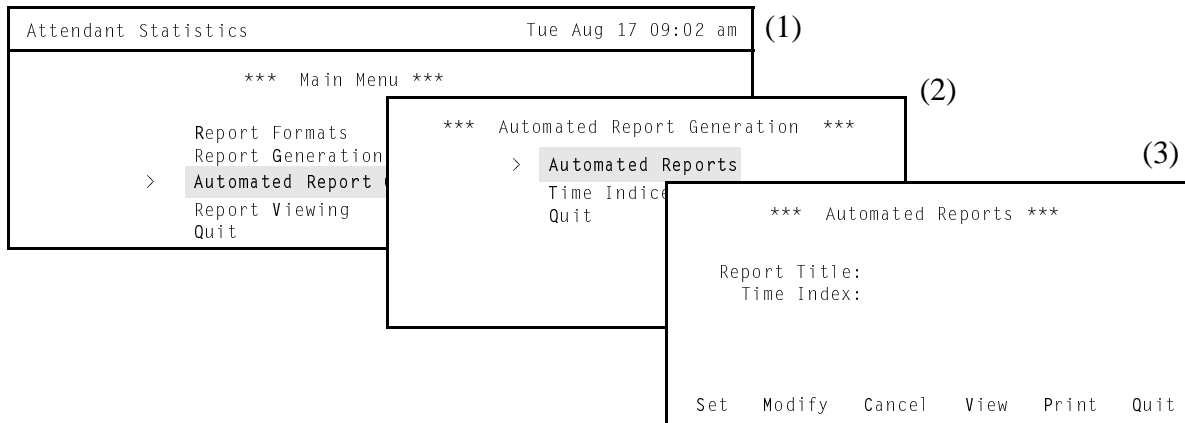 Attendant Statistics Tue Aug 17 09:02 am (1)
*** Main Menu ***
Report Formats
Report Generation
> Automated Report
Report Viewing
Quit
(2)
*** Automated Report Generation ***
> Automated Reports
Time Indice
Quit
(3)
*** Automated Reports ***
Report Title:
Time Index:
Set Modify Cancel View Print Quit